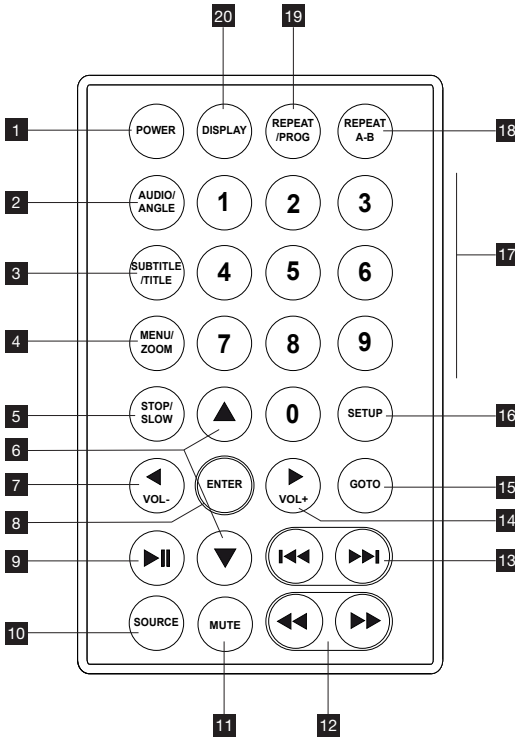 20
19
1
POWER
DISPLAY
REPEAT
/PROG
REPEAT
A-B
18
2
AUDIO/
ANGLE
1
2
3
17
3
SUBTITLE
/TITLE
4
5
6
4
MENU/
ZOOM
7
8
9
5
STOP/
SLOW
0
SETUP
16
6
7
VOL-
ENTER
VOL+
GOTO
15
8
14
9
13
10
SOURCE
MUTE
11
12